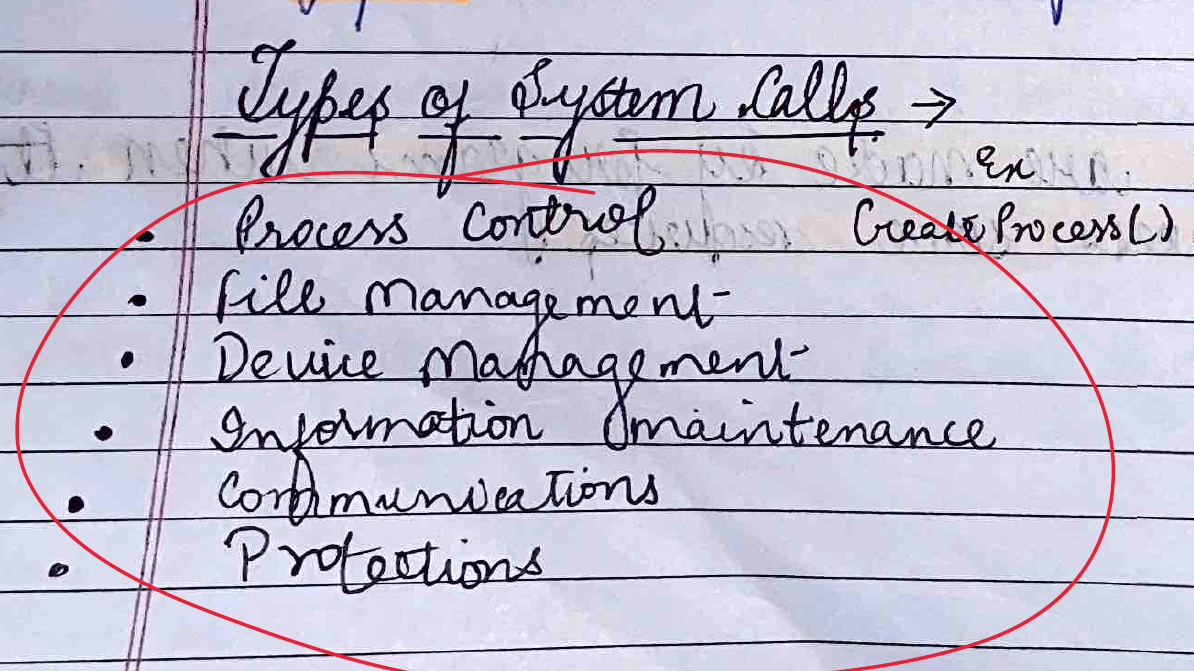 Types of System Calls →
Ex
• Process Control CreateProcess()
• File Management
• Device Management
• Information maintenance
• Communications
• Protections